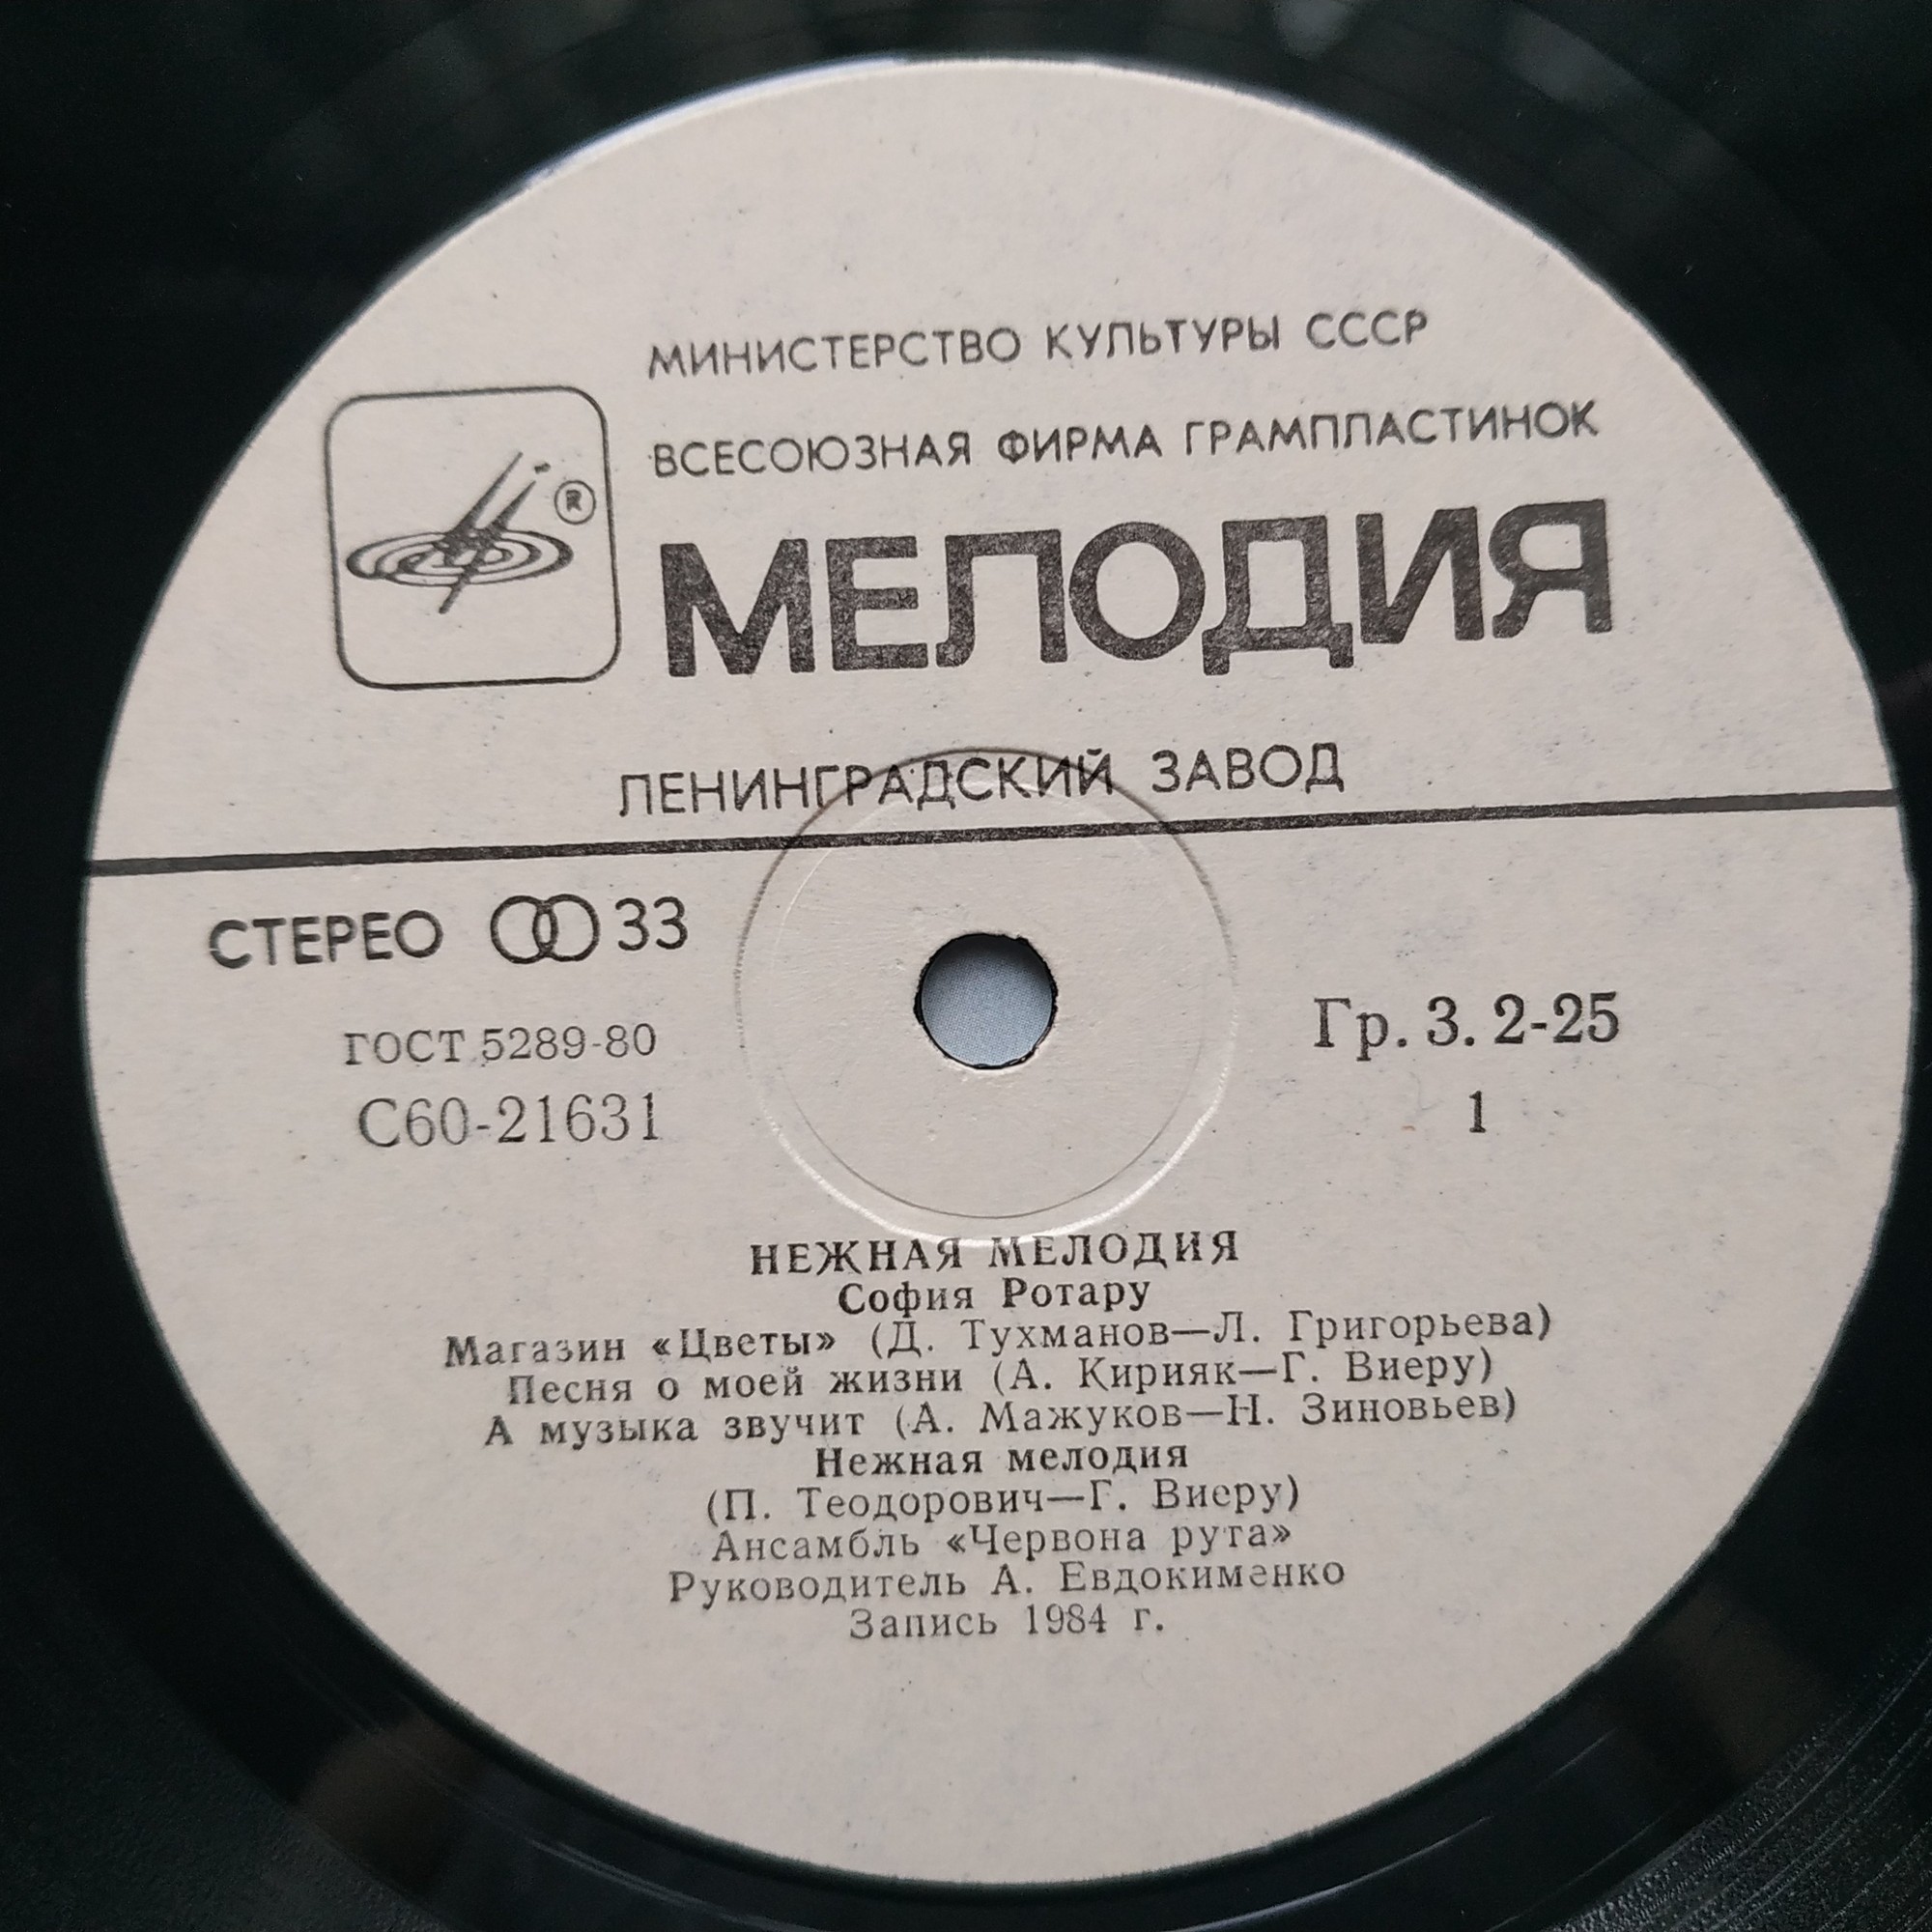 МИНИСТЕРСТВО КУЛЬТУРЫ СССР
ВСЕСОЮЗНАЯ ФИРМА ГРАМПЛАСТИНОК
®
МЕЛОДИЯ
ЛЕНИНГРАДСКИЙ ЗАВОД
СТЕРЕО 33
ГОСТ 5289-80
Гр. 3. 2-25
С60-21631
1
НЕЖНАЯ МЕЛОДИЯ
София Ротару
Магазин «Цветы» (Д. Тухманов—Л. Григорьева)
Песня о моей жизни (А. Кирияк—Г. Виеру)
А музыка звучит (А. Мажуков—Н. Зиновьев)
Нежная мелодия
(П. Теодорович—Г. Виеру)
Ансамбль «Червона рута»
Руководитель А. Евдокименко
Запись 1984 г.